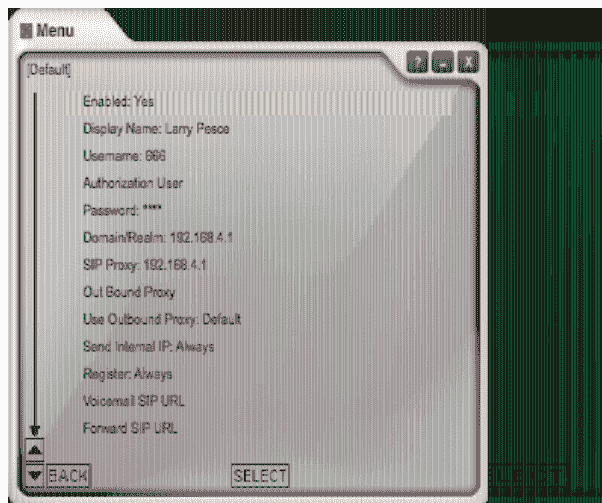 Menu
? – X
[Default]
Enabled: Yes
Display Name: Larry Pesce
Username: 666
Authorization User
Password: ****
Domain/Realm: 192.168.4.1
SIP Proxy: 192.168.4.1
Out Bound Proxy
Use Outbound Proxy: Default
Send Internal IP: Always
Register: Always
Voicemail SIP URL
Forward SIP URL
BACK SELECT